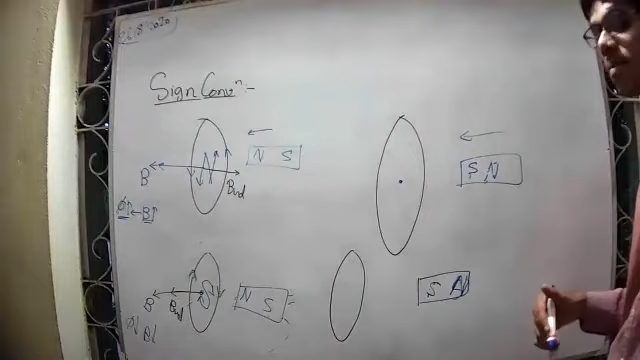 Sign Convⁿ:-
N S
N
B
Bind
Φ↑ ← B↑
S N
S
B
Bind
N S
Φ↓ B↓
S N